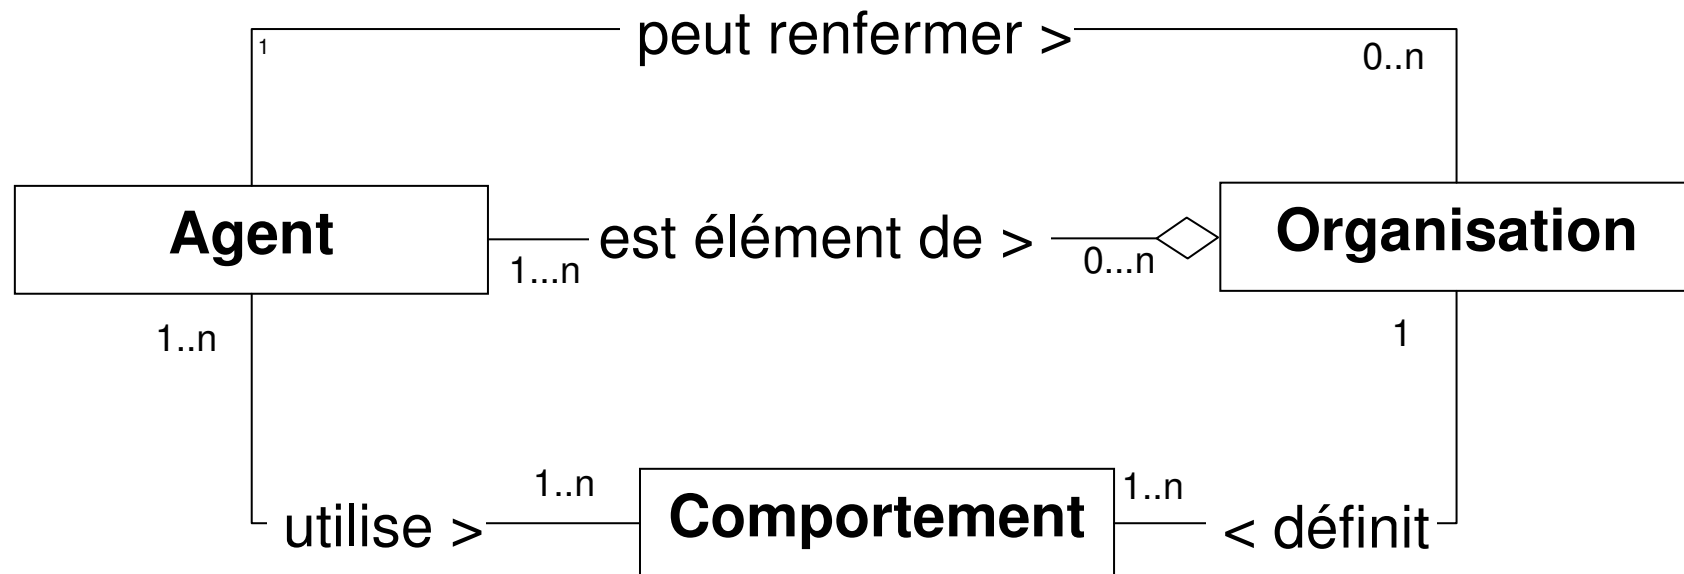 peut renfermer >
1
0..n
Agent
est élément de >
Organisation
1...n
0...n
1..n
1
1..n
1..n
utilise >
Comportement
< définit